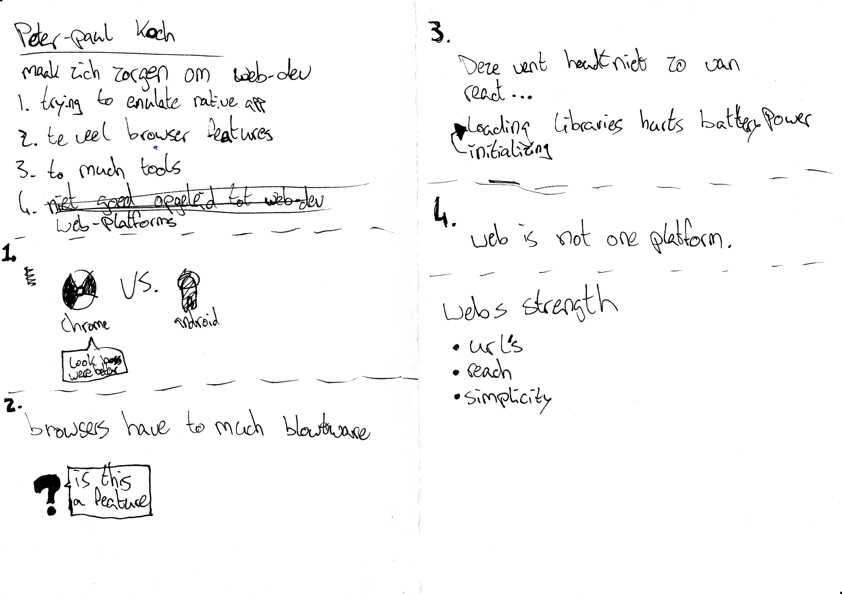 Peter-paul Koch
maak zich zorgen om web-dev
1. trying to emulate native app
2. te veel browser features
3. to much tools
4. niet goed opgeleid tot web-dev
web-platforms
1.
VS.
chrome
android
Look
were beter
2.
browsers have to much blowtware
?
is this
a feature
3.
Deze vent houdt niet zo van
react...
Loading libraries hurts battery power
initializing
4.
web is not one platform.
webs strength
• url's
• reach
• simplicity